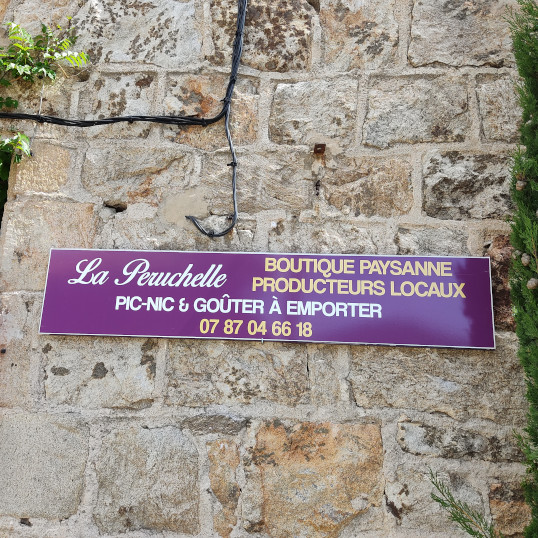 La Peruchelle
BOUTIQUE PAYSANNE
PRODUCTEURS LOCAUX
PIC-NIC & GOÛTER À EMPORTER
07 87 04 66 18